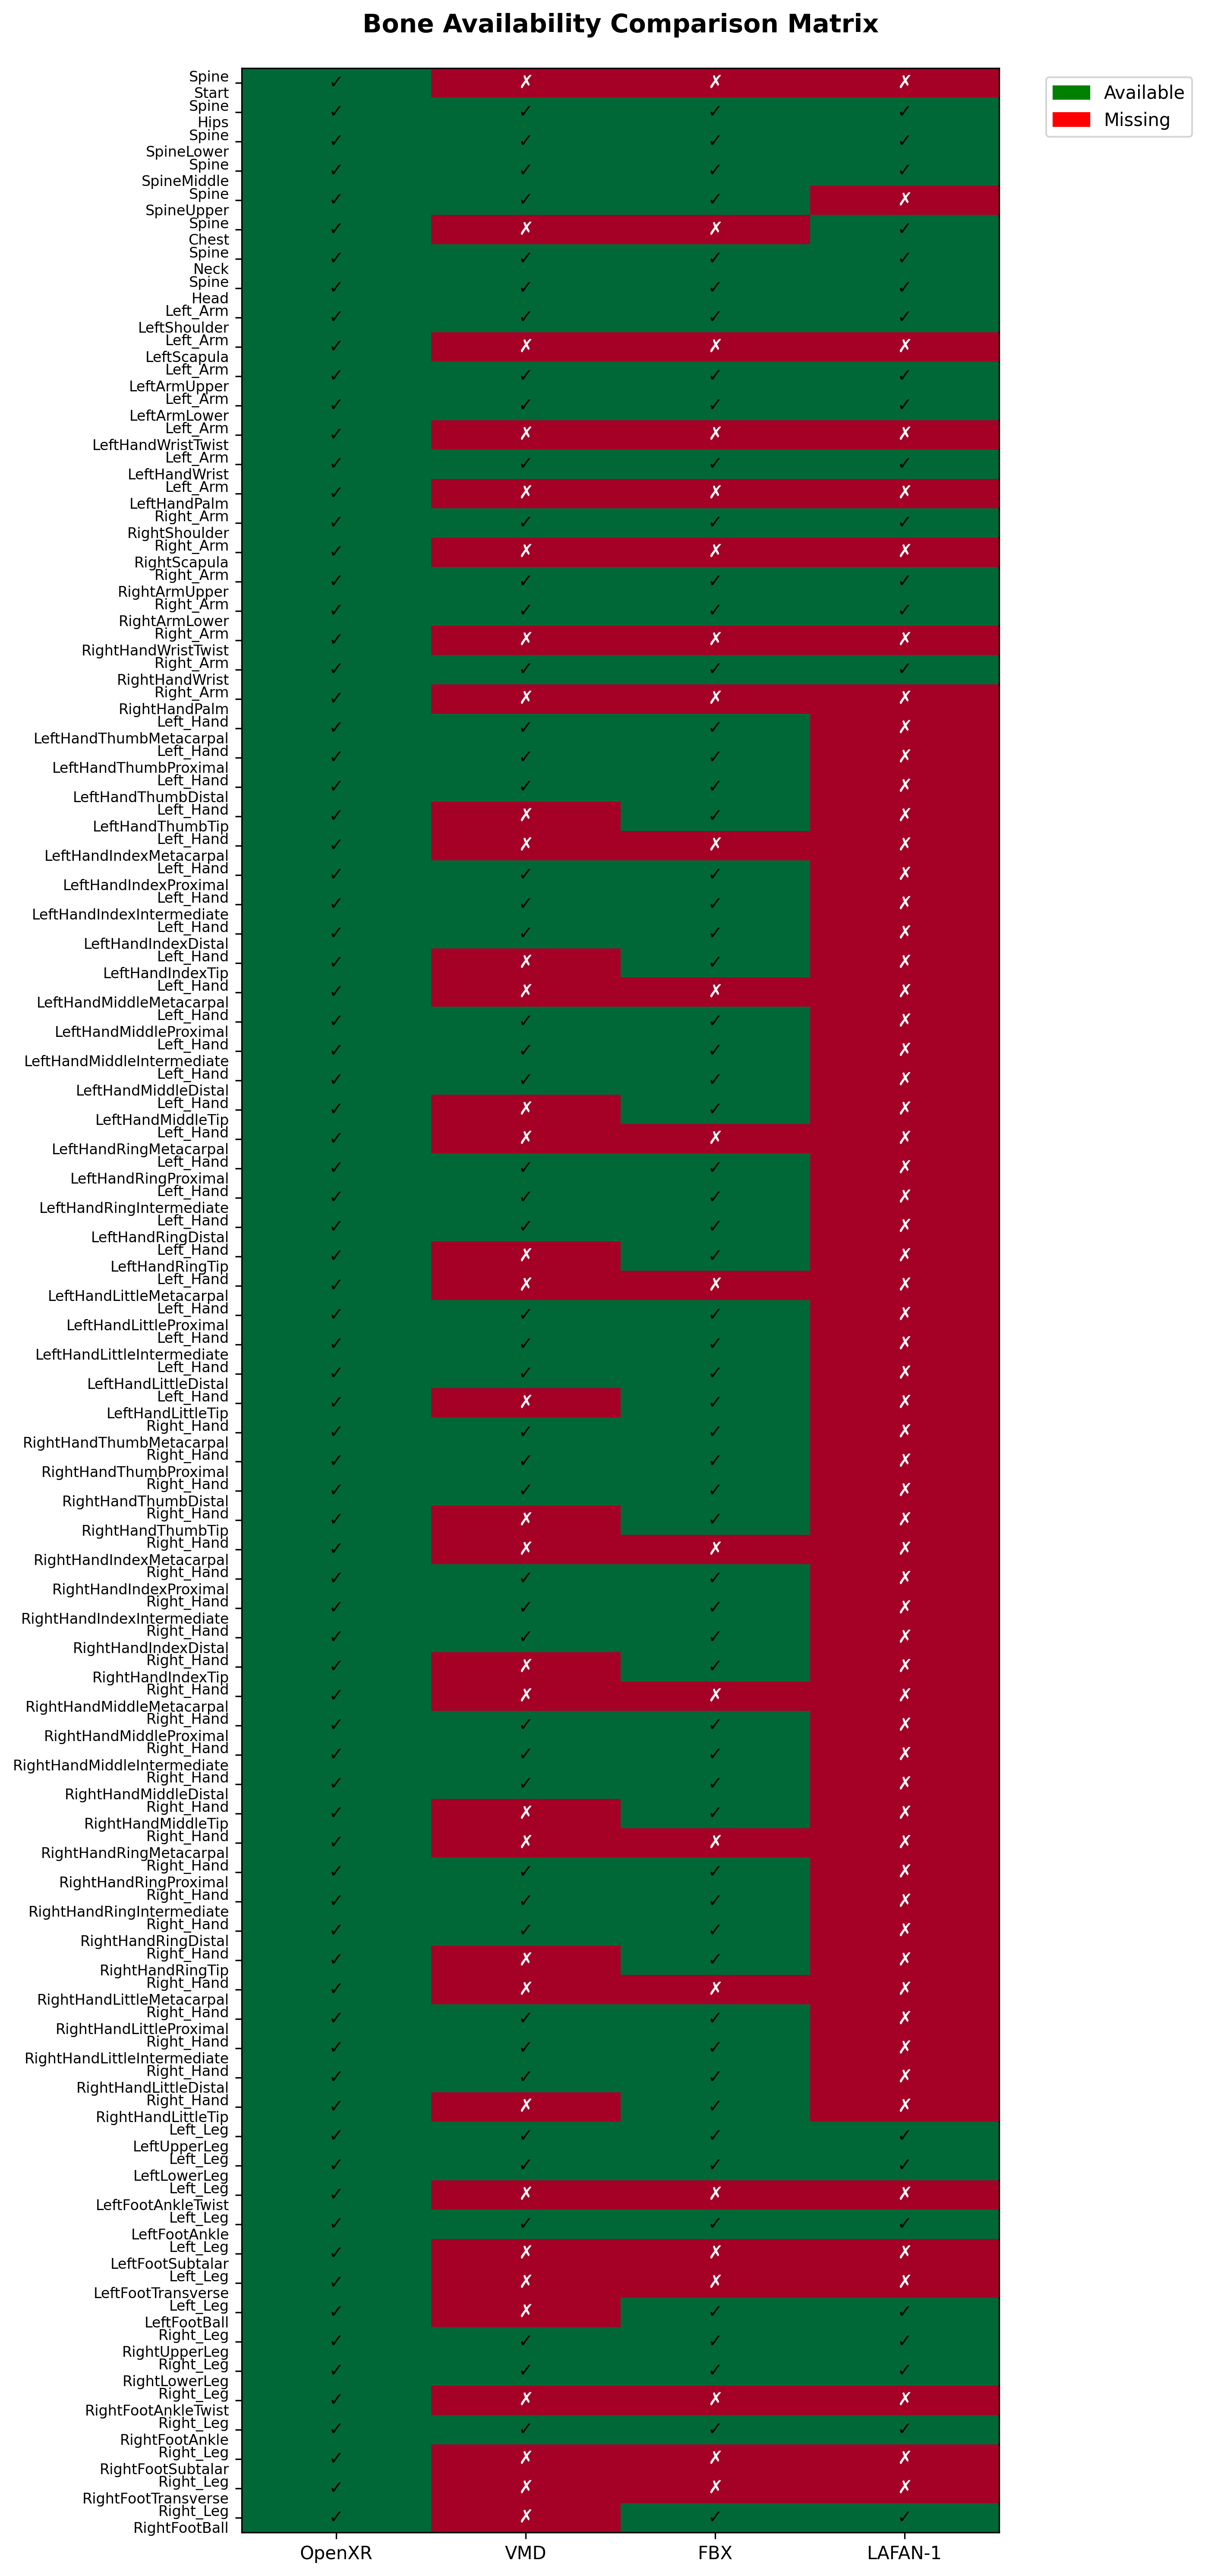 Bone Availability Comparison Matrix
Available
Missing
Spine
Start
✓ ✗ ✗ ✗
Spine
Hips
✓ ✓ ✓ ✓
Spine
SpineLower
✓ ✓ ✓ ✓
Spine
SpineMiddle
✓ ✓ ✓ ✓
Spine
SpineUpper
✓ ✓ ✓ ✗
Spine
Chest
✓ ✗ ✗ ✓
Spine
Neck
✓ ✓ ✓ ✓
Spine
Head
✓ ✓ ✓ ✓
Left_Arm
LeftShoulder
✓ ✓ ✓ ✓
Left_Arm
LeftScapula
✓ ✗ ✗ ✗
Left_Arm
LeftArmUpper
✓ ✓ ✓ ✓
Left_Arm
LeftArmLower
✓ ✓ ✓ ✓
Left_Arm
LeftHandWristTwist
✓ ✗ ✗ ✗
Left_Arm
LeftHandWrist
✓ ✓ ✓ ✓
Left_Arm
LeftHandPalm
✓ ✗ ✗ ✗
Right_Arm
RightShoulder
✓ ✓ ✓ ✓
Right_Arm
RightScapula
✓ ✗ ✗ ✗
Right_Arm
RightArmUpper
✓ ✓ ✓ ✓
Right_Arm
RightArmLower
✓ ✓ ✓ ✓
Right_Arm
RightHandWristTwist
✓ ✗ ✗ ✗
Right_Arm
RightHandWrist
✓ ✓ ✓ ✓
Right_Arm
RightHandPalm
✓ ✗ ✗ ✗
Left_Hand
LeftHandThumbMetacarpal
✓ ✓ ✓ ✗
Left_Hand
LeftHandThumbProximal
✓ ✓ ✓ ✗
Left_Hand
LeftHandThumbDistal
✓ ✓ ✓ ✗
Left_Hand
LeftHandThumbTip
✓ ✗ ✓ ✗
Left_Hand
LeftHandIndexMetacarpal
✓ ✗ ✗ ✗
Left_Hand
LeftHandIndexProximal
✓ ✓ ✓ ✗
Left_Hand
LeftHandIndexIntermediate
✓ ✓ ✓ ✗
Left_Hand
LeftHandIndexDistal
✓ ✓ ✓ ✗
Left_Hand
LeftHandIndexTip
✓ ✗ ✓ ✗
Left_Hand
LeftHandMiddleMetacarpal
✓ ✗ ✗ ✗
Left_Hand
LeftHandMiddleProximal
✓ ✓ ✓ ✗
Left_Hand
LeftHandMiddleIntermediate
✓ ✓ ✓ ✗
Left_Hand
LeftHandMiddleDistal
✓ ✓ ✓ ✗
Left_Hand
LeftHandMiddleTip
✓ ✗ ✓ ✗
Left_Hand
LeftHandRingMetacarpal
✓ ✗ ✗ ✗
Left_Hand
LeftHandRingProximal
✓ ✓ ✓ ✗
Left_Hand
LeftHandRingIntermediate
✓ ✓ ✓ ✗
Left_Hand
LeftHandRingDistal
✓ ✓ ✓ ✗
Left_Hand
LeftHandRingTip
✓ ✗ ✓ ✗
Left_Hand
LeftHandLittleMetacarpal
✓ ✗ ✗ ✗
Left_Hand
LeftHandLittleProximal
✓ ✓ ✓ ✗
Left_Hand
LeftHandLittleIntermediate
✓ ✓ ✓ ✗
Left_Hand
LeftHandLittleDistal
✓ ✓ ✓ ✗
Left_Hand
LeftHandLittleTip
✓ ✗ ✓ ✗
Right_Hand
RightHandThumbMetacarpal
✓ ✓ ✓ ✗
Right_Hand
RightHandThumbProximal
✓ ✓ ✓ ✗
Right_Hand
RightHandThumbDistal
✓ ✓ ✓ ✗
Right_Hand
RightHandThumbTip
✓ ✗ ✓ ✗
Right_Hand
RightHandIndexMetacarpal
✓ ✗ ✗ ✗
Right_Hand
RightHandIndexProximal
✓ ✓ ✓ ✗
Right_Hand
RightHandIndexIntermediate
✓ ✓ ✓ ✗
Right_Hand
RightHandIndexDistal
✓ ✓ ✓ ✗
Right_Hand
RightHandIndexTip
✓ ✗ ✓ ✗
Right_Hand
RightHandMiddleMetacarpal
✓ ✗ ✗ ✗
Right_Hand
RightHandMiddleProximal
✓ ✓ ✓ ✗
Right_Hand
RightHandMiddleIntermediate
✓ ✓ ✓ ✗
Right_Hand
RightHandMiddleDistal
✓ ✓ ✓ ✗
Right_Hand
RightHandMiddleTip
✓ ✗ ✓ ✗
Right_Hand
RightHandRingMetacarpal
✓ ✗ ✗ ✗
Right_Hand
RightHandRingProximal
✓ ✓ ✓ ✗
Right_Hand
RightHandRingIntermediate
✓ ✓ ✓ ✗
Right_Hand
RightHandRingDistal
✓ ✓ ✓ ✗
Right_Hand
RightHandRingTip
✓ ✗ ✓ ✗
Right_Hand
RightHandLittleMetacarpal
✓ ✗ ✗ ✗
Right_Hand
RightHandLittleProximal
✓ ✓ ✓ ✗
Right_Hand
RightHandLittleIntermediate
✓ ✓ ✓ ✗
Right_Hand
RightHandLittleDistal
✓ ✓ ✓ ✗
Right_Hand
RightHandLittleTip
✓ ✗ ✓ ✗
Left_Leg
LeftUpperLeg
✓ ✓ ✓ ✓
Left_Leg
LeftLowerLeg
✓ ✓ ✓ ✓
Left_Leg
LeftFootAnkleTwist
✓ ✗ ✗ ✗
Left_Leg
LeftFootAnkle
✓ ✓ ✓ ✓
Left_Leg
LeftFootSubtalar
✓ ✗ ✗ ✗
Left_Leg
LeftFootTransverse
✓ ✗ ✗ ✗
Left_Leg
LeftFootBall
✓ ✗ ✓ ✓
Right_Leg
RightUpperLeg
✓ ✓ ✓ ✓
Right_Leg
RightLowerLeg
✓ ✓ ✓ ✓
Right_Leg
RightFootAnkleTwist
✓ ✗ ✗ ✗
Right_Leg
RightFootAnkle
✓ ✓ ✓ ✓
Right_Leg
RightFootSubtalar
✓ ✗ ✗ ✗
Right_Leg
RightFootTransverse
✓ ✗ ✗ ✗
Right_Leg
RightFootBall
✓ ✗ ✓ ✓
OpenXR VMD FBX LAFAN-1